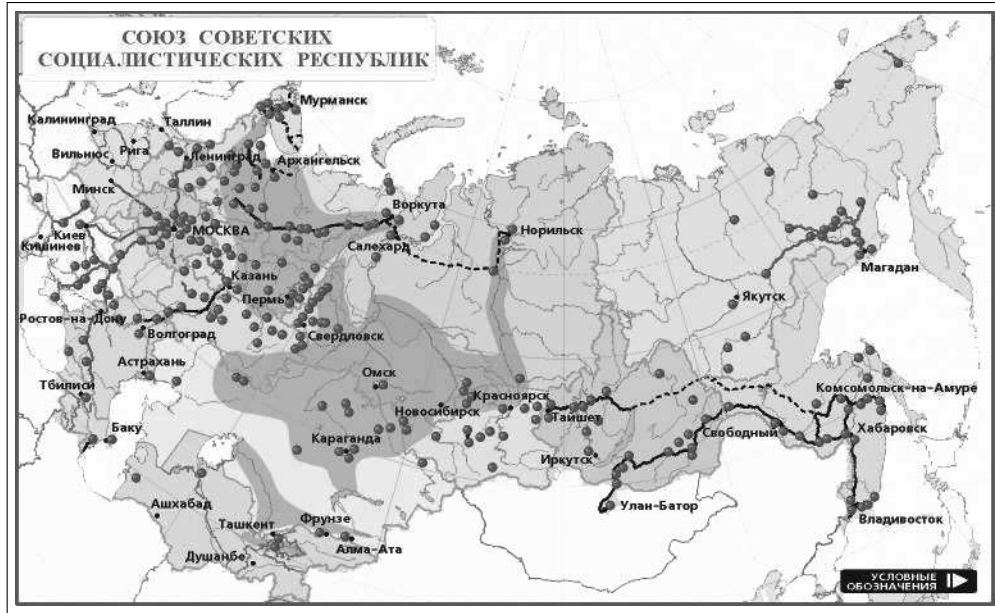 СОЮЗ СОВЕТСКИХ
СОЦИАЛИСТИЧЕСКИХ РЕСПУБЛИК
Мурманск
Калининград
Таллин
Рига
Ленинград
Архангельск
Вильнюс
Минск
Воркута
Киев
МОСКВА
Кишинев
Салехард
Норильск
Магадан
Казань
Пермь
Якутск
Ростов-на-Дону
Волгоград
Свердловск
Астрахань
Омск
Тбилиси
Красноярск
Комсомольск-на-Амуре
Новосибирск
Тайшет
Баку
Караганда
Свободный
Хабаровск
Иркутск
Ашхабад
Фрунзе
Улан-Батор
Ташкент
Владивосток
Алма-Ата
Душанбе
УСЛОВНЫЕ
ОБОЗНАЧЕНИЯ